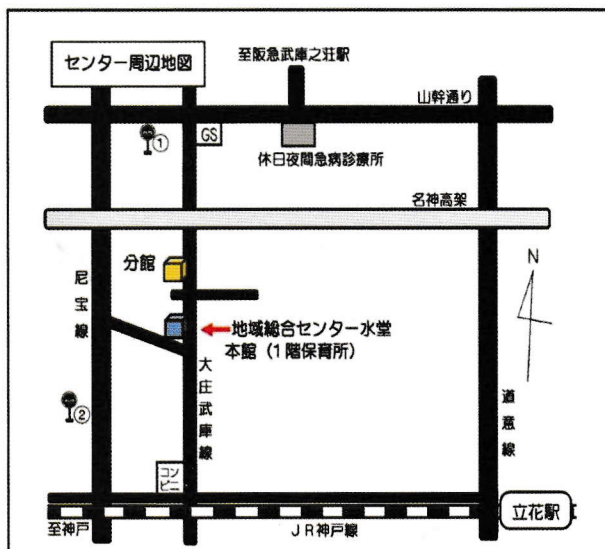 センター周辺地図
至阪急武庫之荘駅
山幹通り
①
GS
休日夜間急病診療所
名神高架
分館
尼宝線
N
地域総合センター水堂
本館（1階保育所）
大庄武庫線
道意線
②
コン
ビニ
立花駅
至神戸
JR神戸線